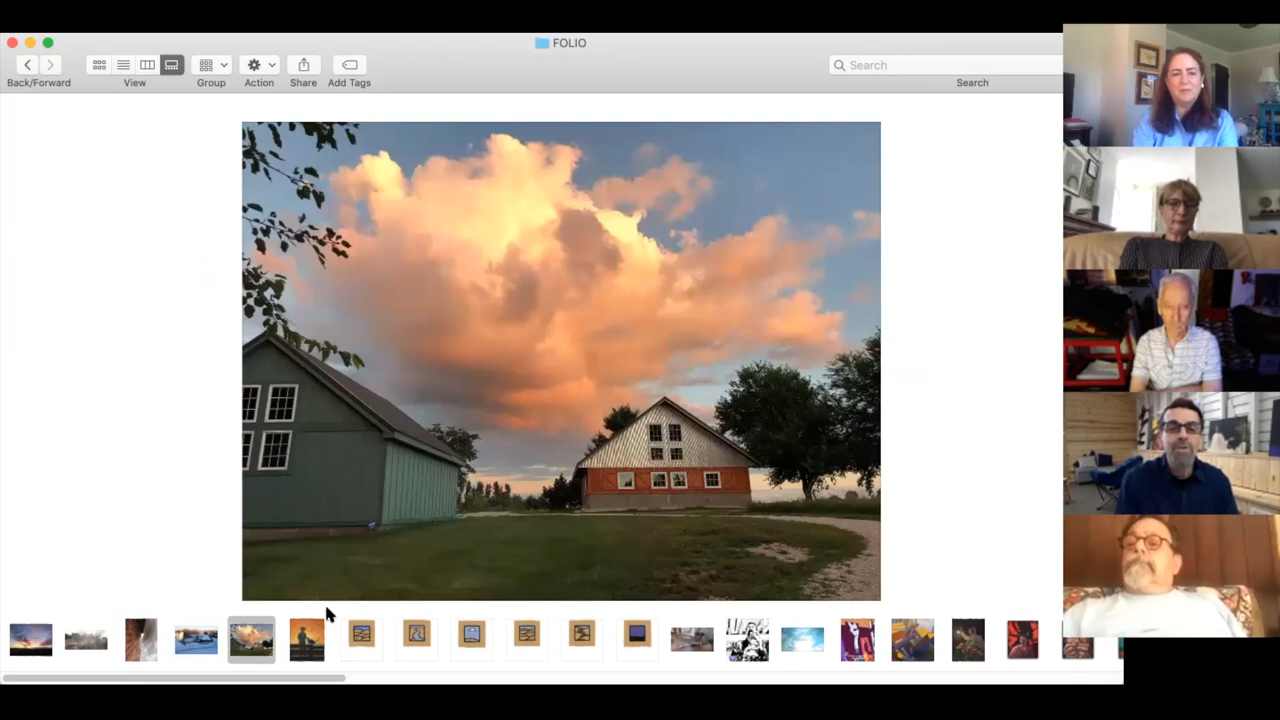 FOLIO
Search
Back/Forward
View
Group
Action
Share
Add Tags
Search